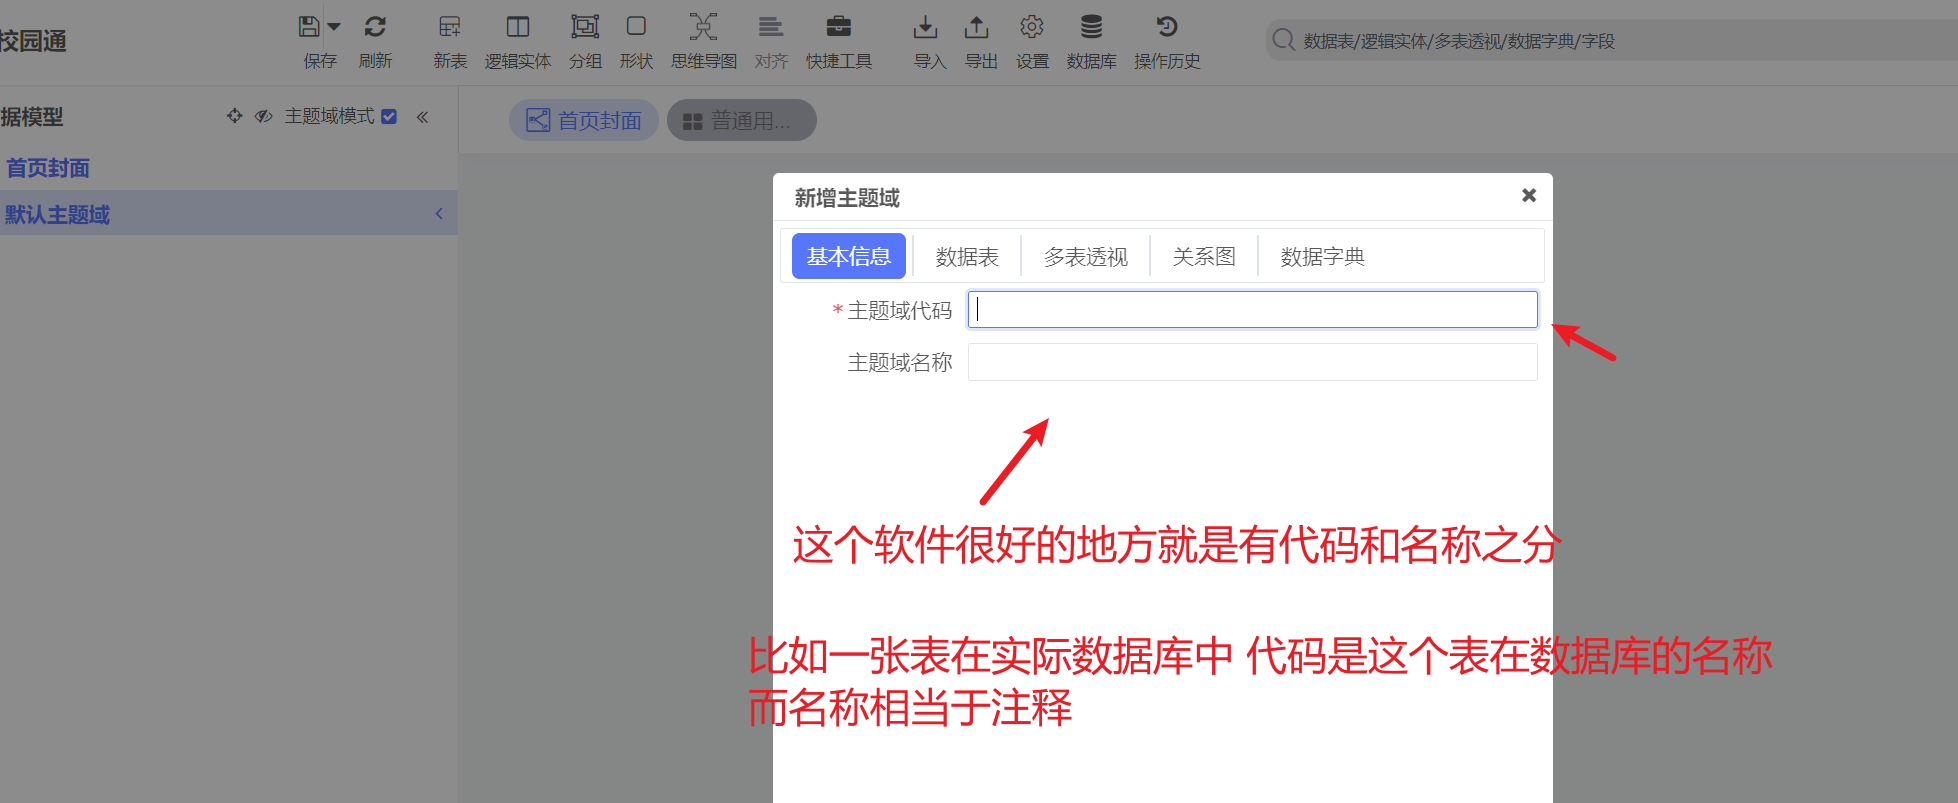 校园通
保存
刷新
新表
逻辑实体
分组
形状
思维导图
对齐
快捷工具
导入
导出
设置
数据库
操作历史
数据表/逻辑实体/多表透视/数据字典/字段
据模型
主题域模式
首页封面
普通用...
首页封面
默认主题域
新增主题域
基本信息
数据表
多表透视
关系图
数据字典
*主题域代码
主题域名称
这个软件很好的地方就是有代码和名称之分
比如一张表在实际数据库中 代码是这个表在数据库的名称
而名称相当于注释